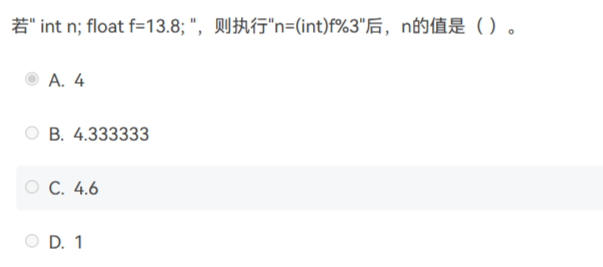 若" int n; float f=13.8; ", 则执行"n=(int)f%3"后，n的值是（ ）。
A. 4
B. 4.333333
C. 4.6
D. 1